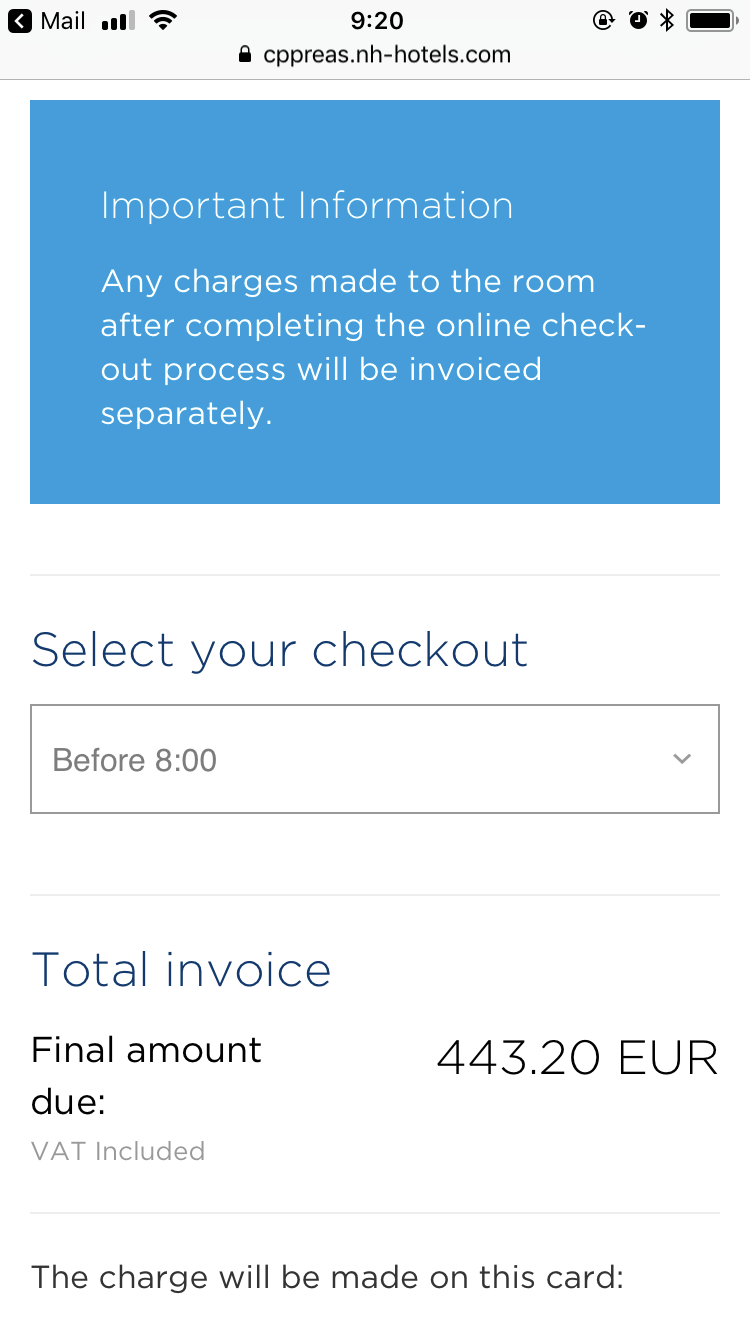 Mail 9:20
cppreas.nh-hotels.com
Important Information
Any charges made to the room
after completing the online check-
out process will be invoiced
separately.
Select your checkout
Before 8:00
Total invoice
Final amount
due:
443.20 EUR
VAT Included
The charge will be made on this card: